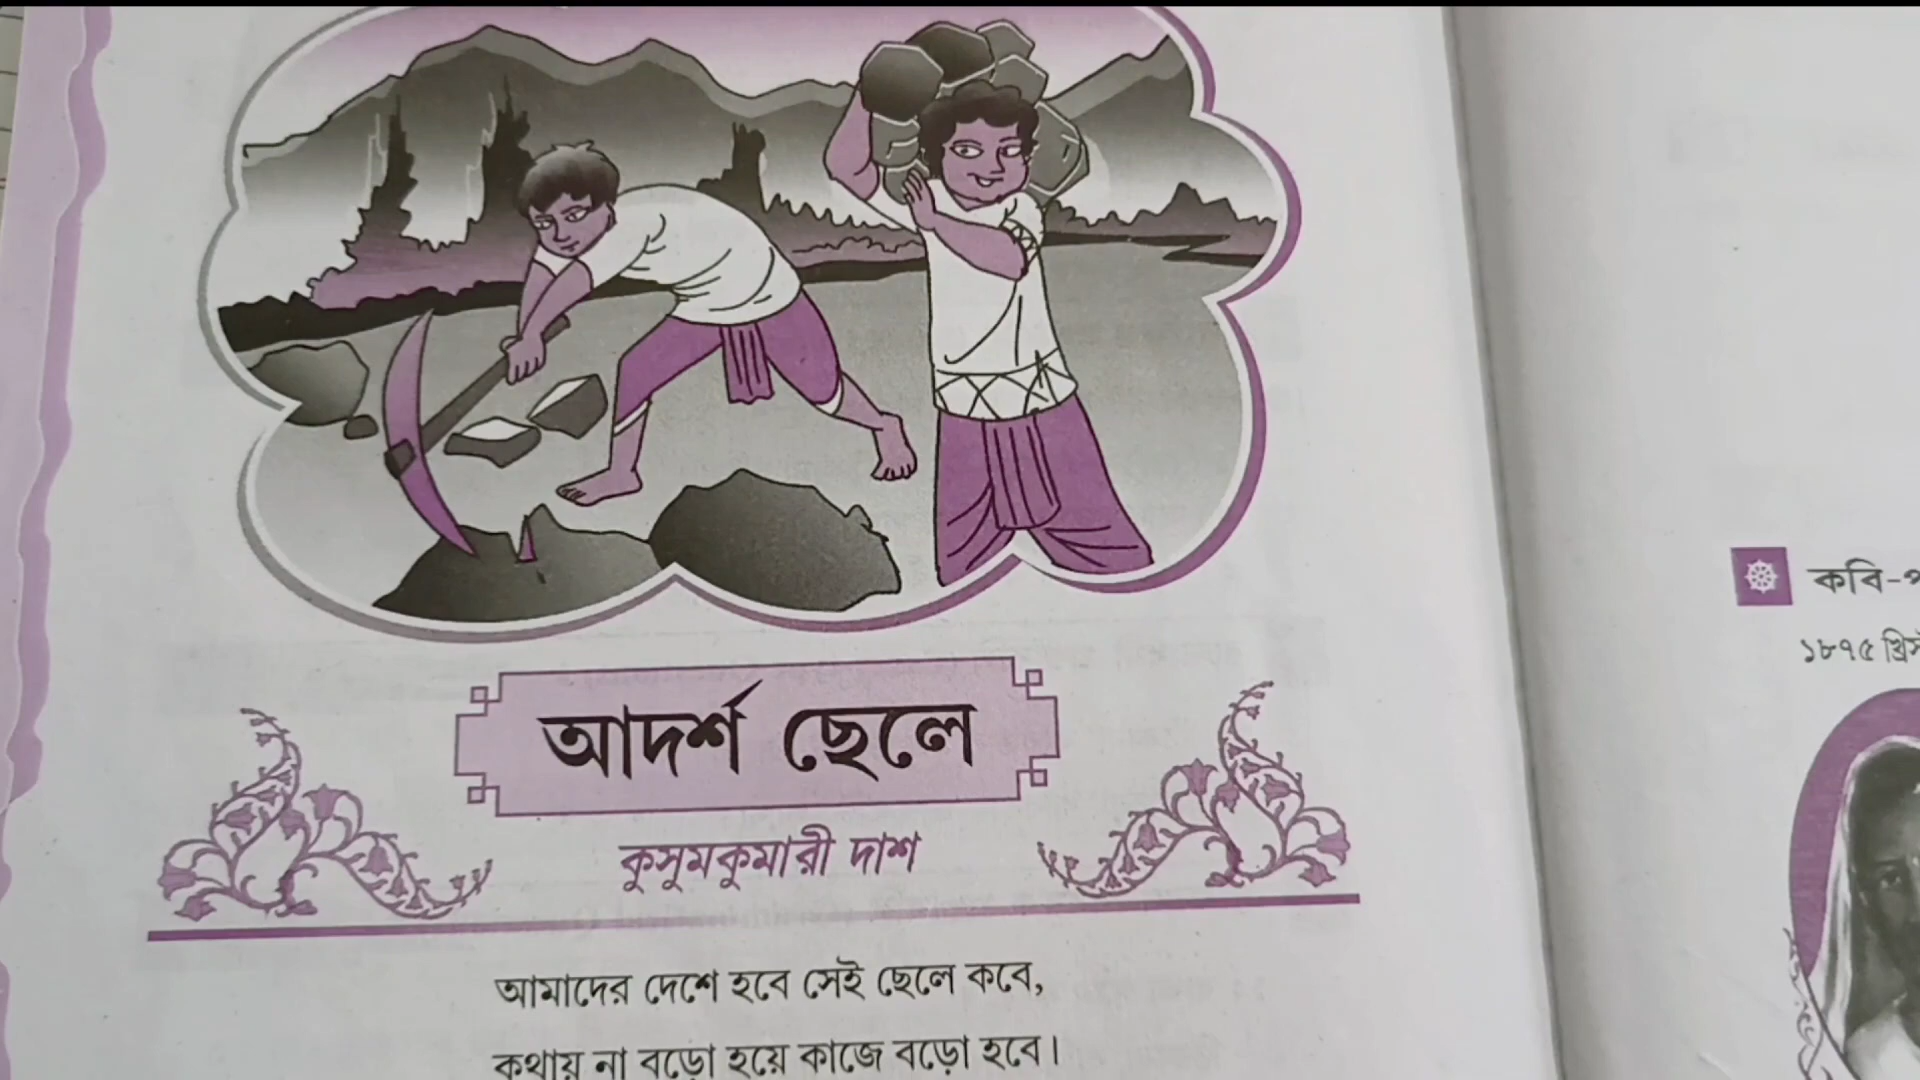 আদর্শ ছেলে
কুসুমকুমারী দাশ
আমাদের দেশে হবে সেই ছেলে কবে,
কথায় না বড়ো হয়ে কাজে বড়ো হবে।
কবি-
১৮৭৫